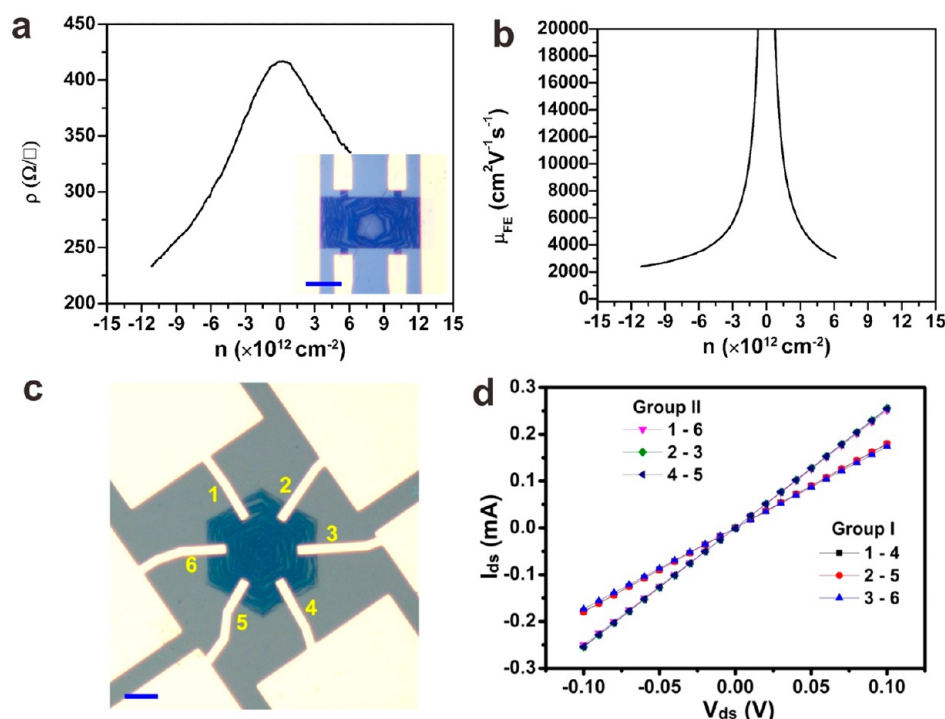 a
450
400
350
300
250
200
ρ (Ω/□)
-15 -12 -9 -6 -3 0 3 6 9 12 15
n (×10¹² cm⁻²)
b
20000
18000
16000
14000
12000
10000
8000
6000
4000
2000
0
μFE (cm²V⁻¹s⁻¹)
-15 -12 -9 -6 -3 0 3 6 9 12 15
n (×10¹² cm⁻²)
c
1
2
3
4
5
6
d
0.3
0.2
0.1
0.0
-0.1
-0.2
-0.3
Ids (mA)
Group II
1 - 6
2 - 3
4 - 5
Group I
1 - 4
2 - 5
3 - 6
-0.10 -0.05 0.00 0.05 0.10
Vds (V)